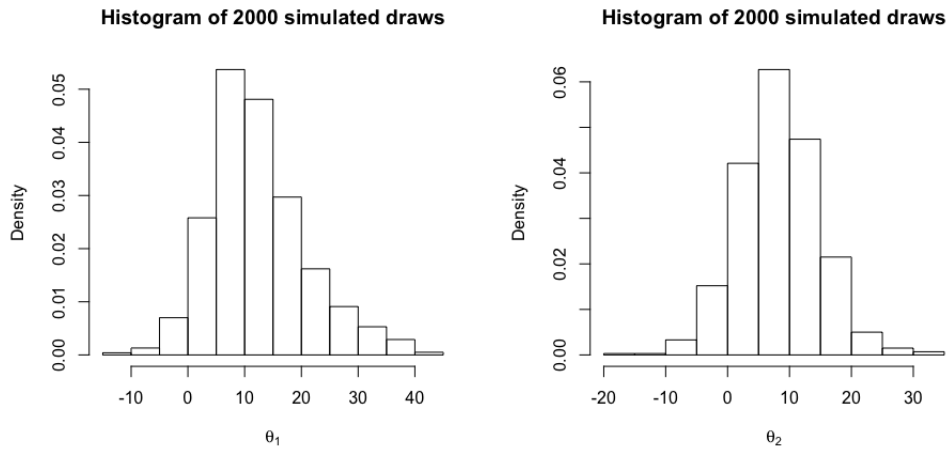 Histogram of 2000 simulated draws
Density
0.00 0.01 0.02 0.03 0.04 0.05
-10 0 10 20 30 40
θ1
Histogram of 2000 simulated draws
Density
0.00 0.02 0.04 0.06
-20 -10 0 10 20 30
θ2